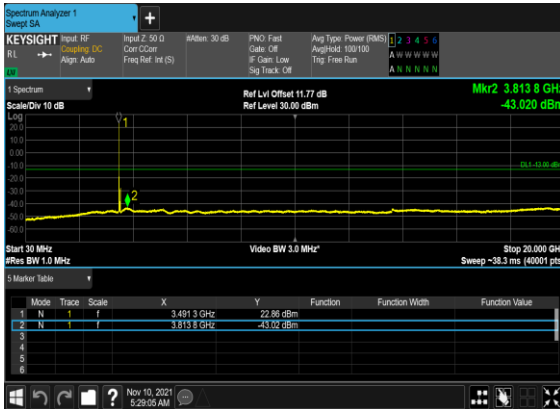 Spectrum Analyzer 1
Swept SA
+
KEYSIGHT Input: RF Input Z: 50 Ω #Atten: 30 dB PNO: Fast Avg Type: Power (RMS) 1 2 3 4 5 6
RL Coupling: DC Corr CCorr Gate: Off Avg|Hold: 100/100 A W W W W W
Align: Auto Freq Ref: Int (S) IF Gain: Low Trig: Free Run
LW Sig Track: Off A N N N N N
1 Spectrum Ref Lvl Offset 11.77 dB Mkr2 3.813 8 GHz
Scale/Div 10 dB Ref Level 30.00 dBm -43.020 dBm
Log
20.0
10.0
0.00
-10.0
-20.0
-30.0
-40.0
-50.0
-60.0
1
2
DL1 -13.00 dBm
Start 30 MHz Video BW 3.0 MHz* Stop 20.000 GHz
#Res BW 1.0 MHz Sweep ~38.3 ms (40001 pts)
5 Marker Table
Mode Trace Scale X Y Function Function Width Function Value
1 N 1 f 3.491 3 GHz 22.86 dBm
2 N 1 f 3.813 8 GHz -43.02 dBm
3
4
5
6
? Nov 10, 2021
5:29:05 AM